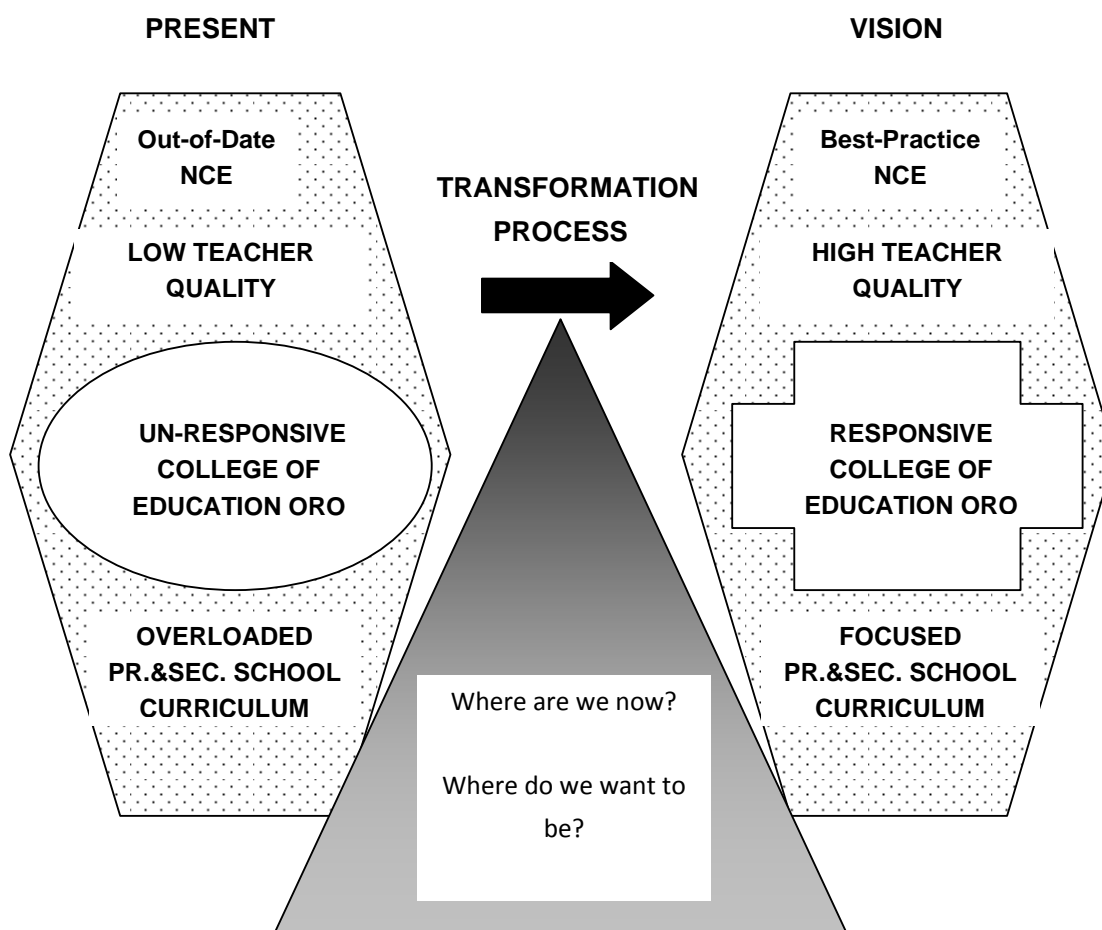 PRESENT
Out-of-Date
NCE
LOW TEACHER
QUALITY
UN-RESPONSIVE
COLLEGE OF
EDUCATION ORO
OVERLOADED
PR.&SEC. SCHOOL
CURRICULUM
TRANSFORMATION
PROCESS
Where are we now?
Where do we want to
be?
VISION
Best-Practice
NCE
HIGH TEACHER
QUALITY
RESPONSIVE
COLLEGE OF
EDUCATION ORO
FOCUSED
PR.&SEC. SCHOOL
CURRICULUM